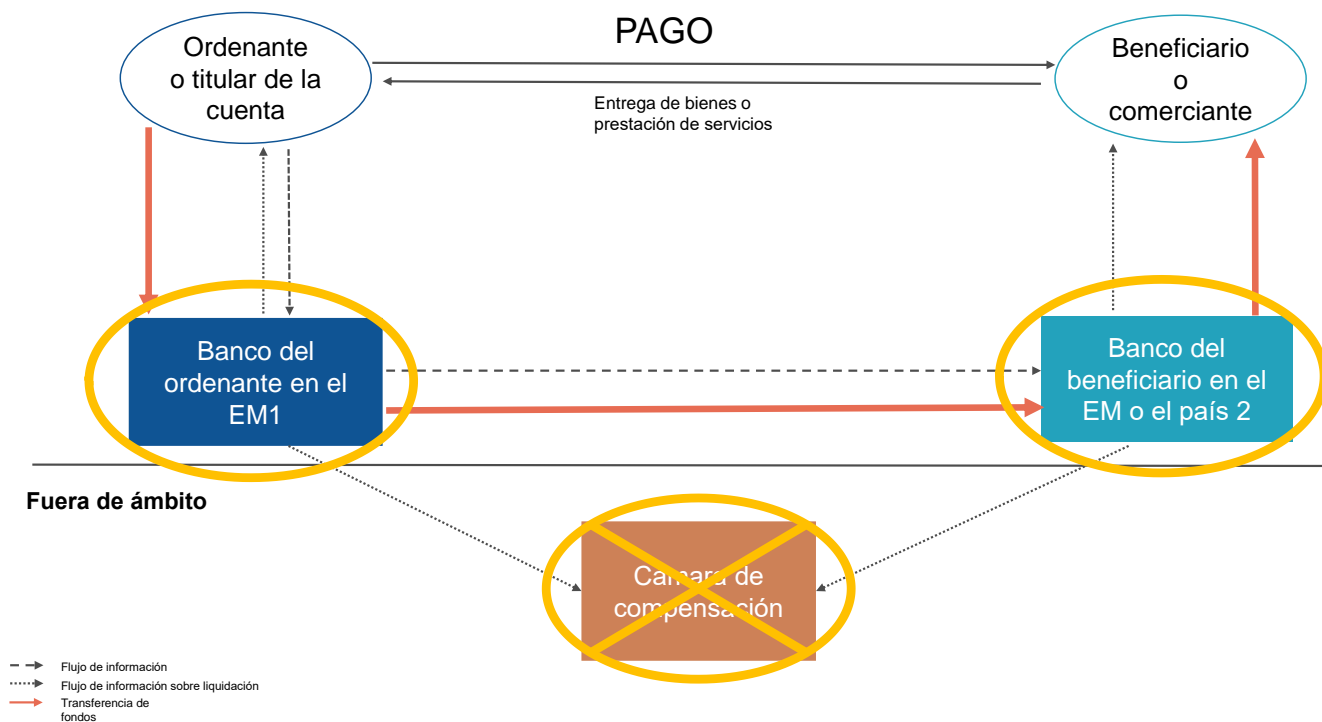 PAGO
Ordenante
o titular de la
cuenta
Beneficiario
o
comerciante
Entrega de bienes o
prestación de servicios
Banco del
ordenante en el
EM1
Banco del
beneficiario en el
EM o el país 2
Fuera de ámbito
Cámara de
compensación
Flujo de información
Flujo de información sobre liquidación
Transferencia de
fondos